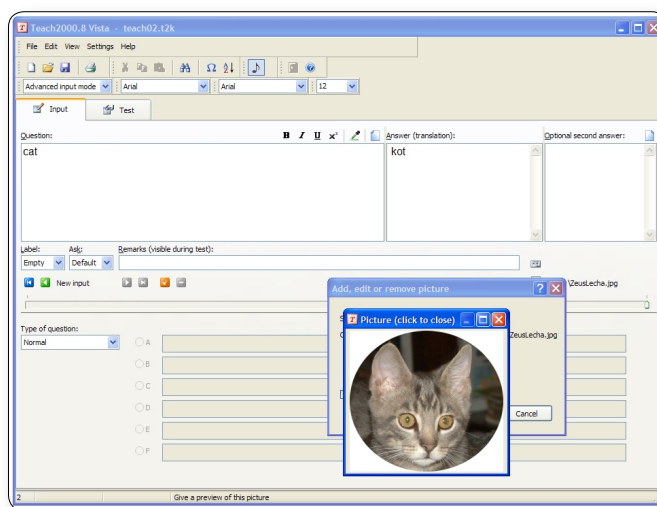 Teach2000.8 Vista - teach02.t2k
File Edit View Settings Help
Advanced input mode Arial Arial 12
Input Test
Question: B I U x² Answer (translation): Optional second answer:
cat kot
Label: Ask: Remarks (visible during test):
Empty Default
New input \ZeusLecha.jpg
Add, edit or remove picture
Picture (click to close)
ZeusLecha.jpg
Type of question:
Normal A
B
C
D
E
F
Cancel
2 Give a preview of this picture